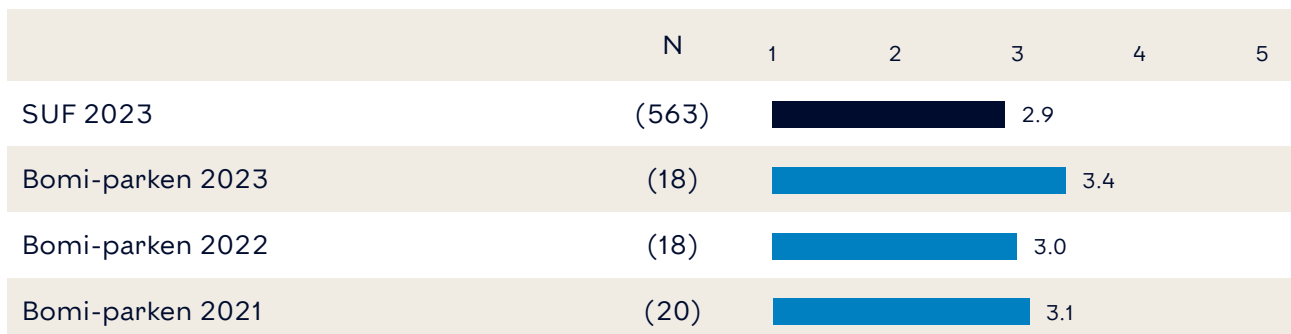 N 1 2 3 4 5
SUF 2023 (563) 2.9
Bomi-parken 2023 (18) 3.4
Bomi-parken 2022 (18) 3.0
Bomi-parken 2021 (20) 3.1